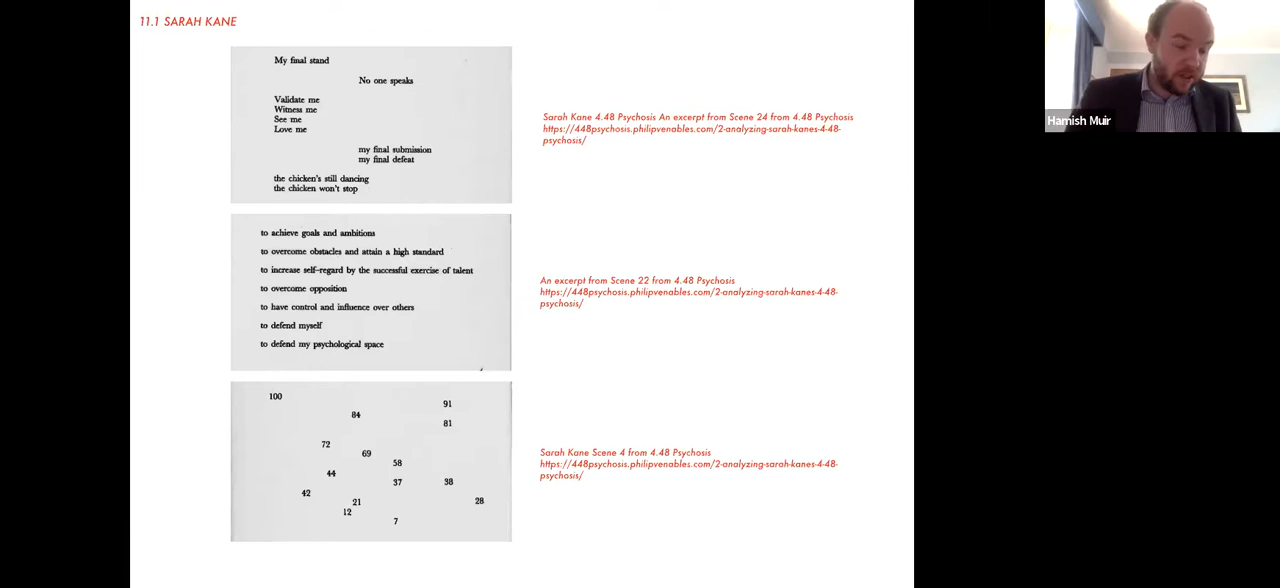 11.1 SARAH KANE
My final stand
No one speaks
Validate me
Witness me
See me
Love me
my final submission
my final defeat
the chicken's still dancing
the chicken won't stop
Sarah Kane 4.48 Psychosis An excerpt from Scene 24 from 4.48 Psychosis
https://448psychosis.philipvenables.com/2-analyzing-sarah-kanes-4-48-
psychosis/
to achieve goals and ambitions
to overcome obstacles and attain a high standard
to increase self-regard by the successful exercise of talent
to overcome opposition
to have control and influence over others
to defend myself
to defend my psychological space
An excerpt from Scene 22 from 4.48 Psychosis
https://448psychosis.philipvenables.com/2-analyzing-sarah-kanes-4-48-
psychosis/
100
91
84
81
72
69
58
44
37
38
42
21
28
12
7
Sarah Kane Scene 4 from 4.48 Psychosis
https://448psychosis.philipvenables.com/2-analyzing-sarah-kanes-4-48-
psychosis/
Hamish Muir